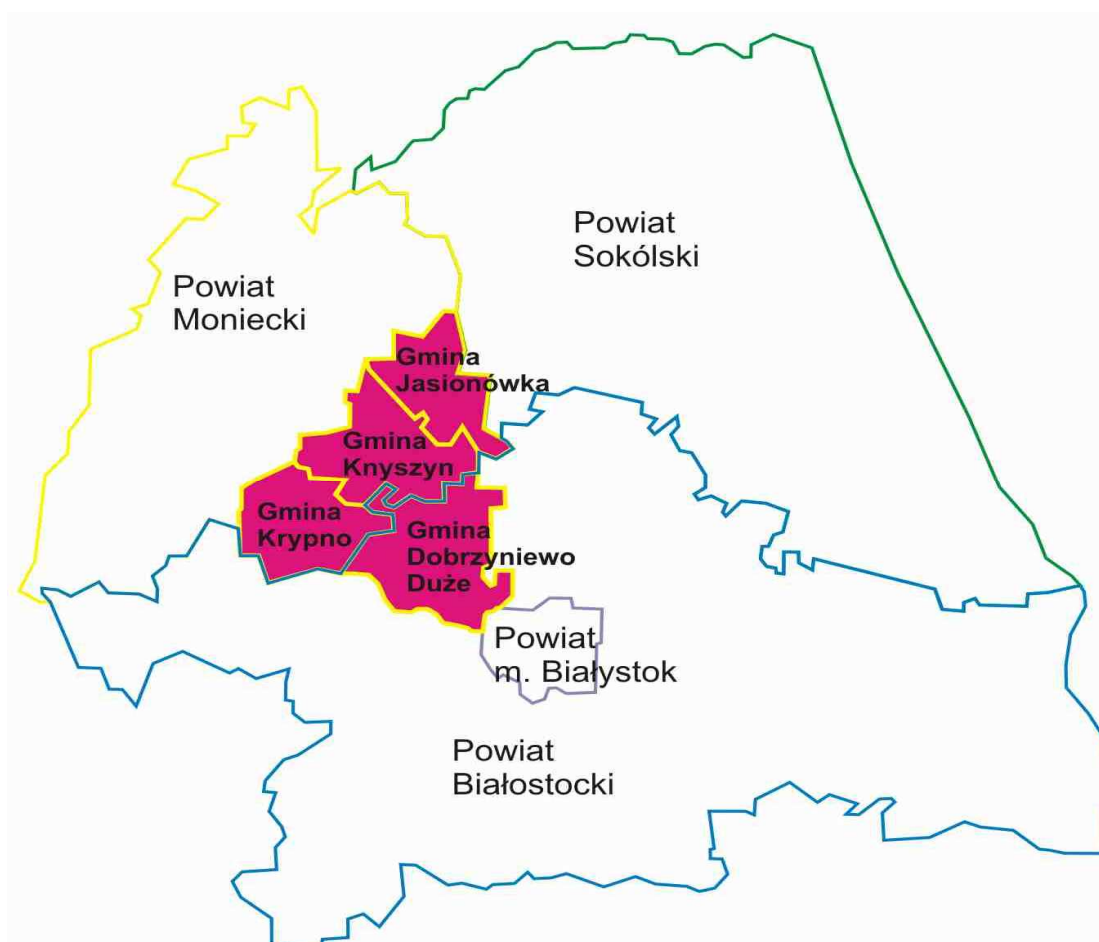 Powiat
Sokólski
Powiat
Moniecki
Gmina
Jasionówka
Gmina
Knyszyn
Gmina
Krypno
Gmina
Dobrzyniewo
Duże
Powiat
m. Białystok
Powiat
Białostocki